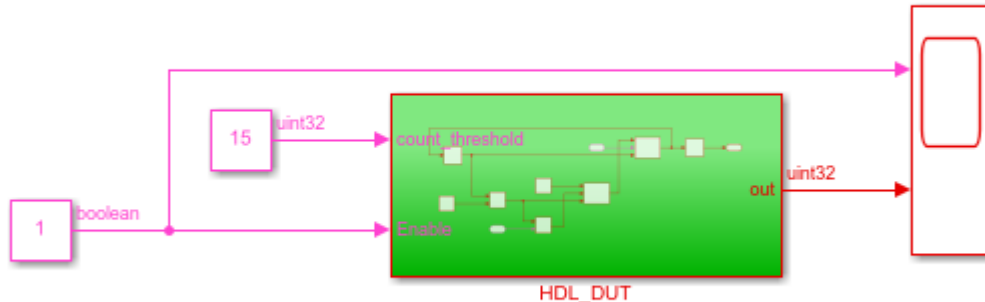 15
uint32
count_threshold
uint32
out
1
boolean
Enable
HDL_DUT